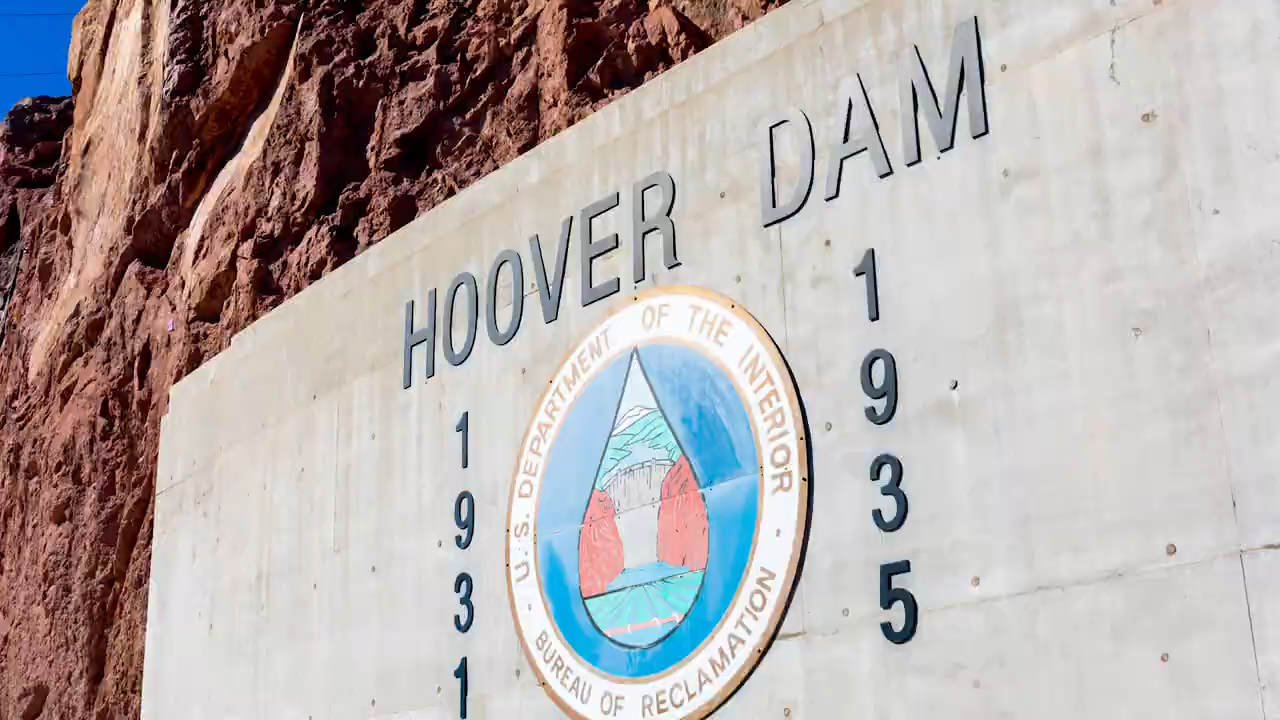 HOOVER DAM
1931
1935
U.S. DEPARTMENT OF THE INTERIOR
BUREAU OF RECLAMATION